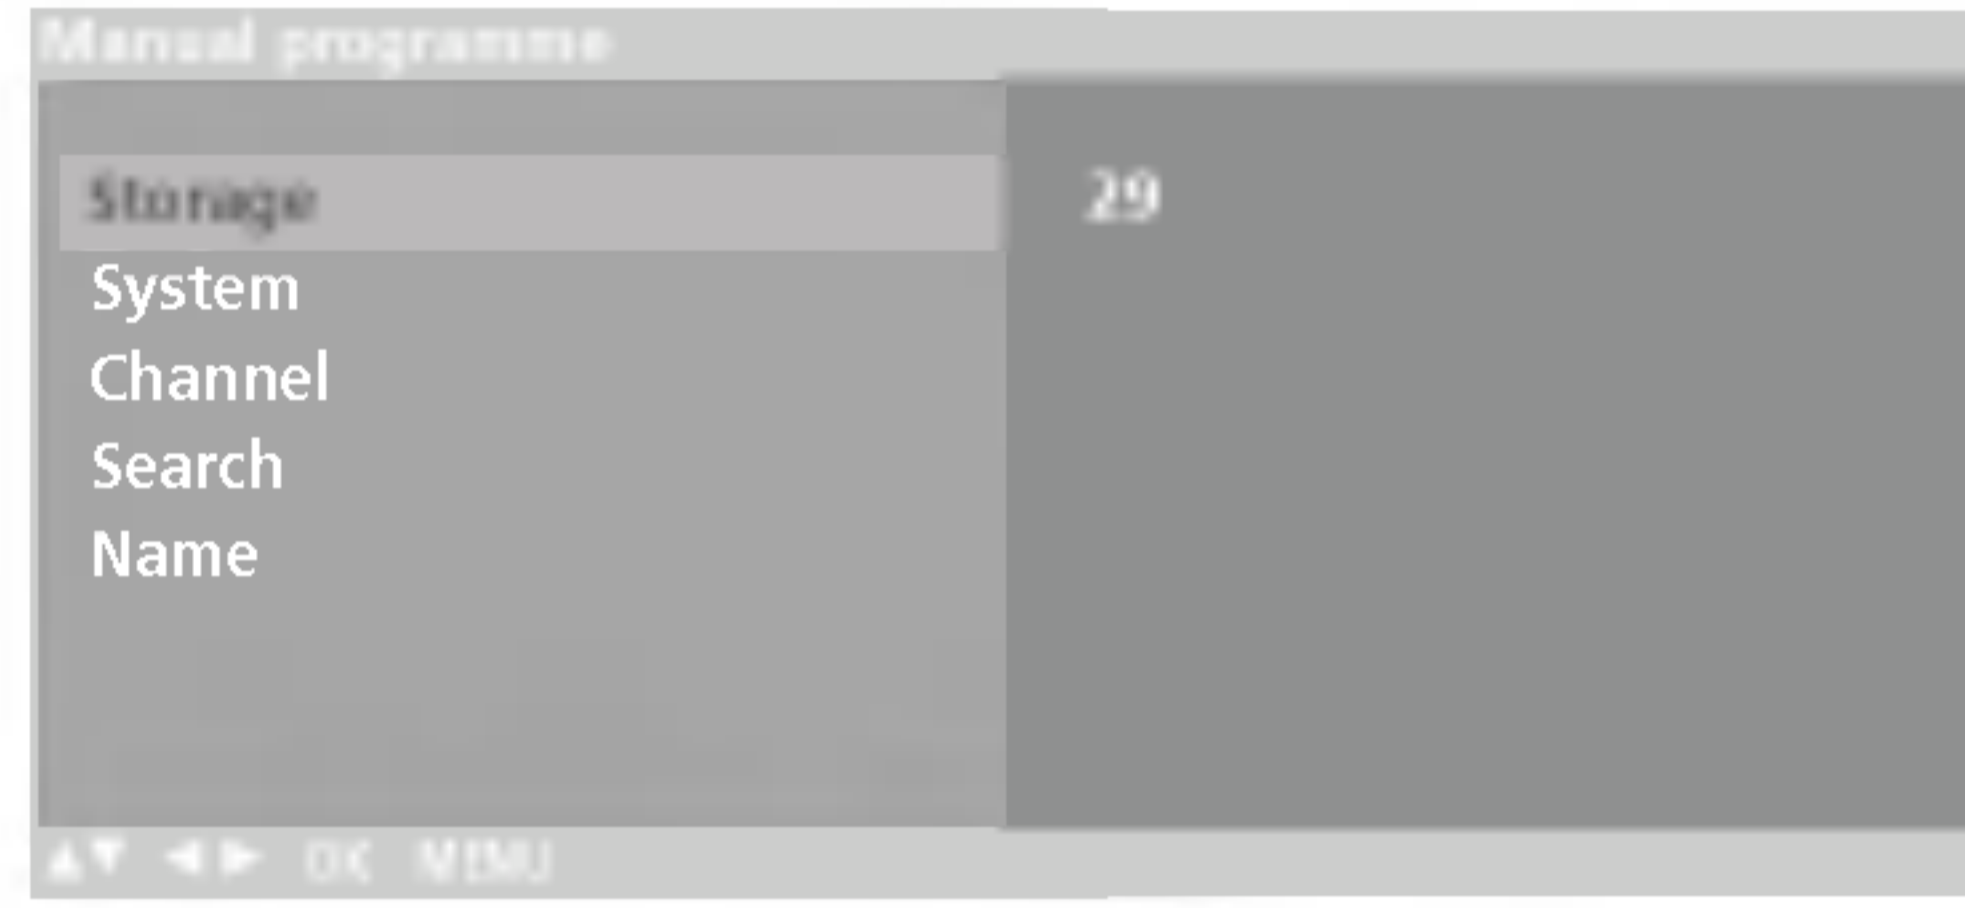 Manual programme
Storage 29
System
Channel
Search
Name
▲▼ ◀▶ OK MENU